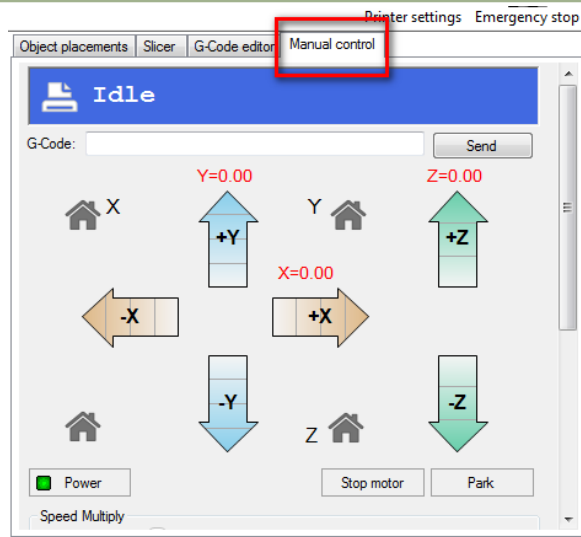 Printer settings Emergency stop
Object placements Slicer G-Code editor Manual control
Idle
G-Code: Send
Y=0.00 Z=0.00
X Y
+Y +Z
X=0.00
-X +X
-Y -Z
Z
Power Stop motor Park
Speed Multiply